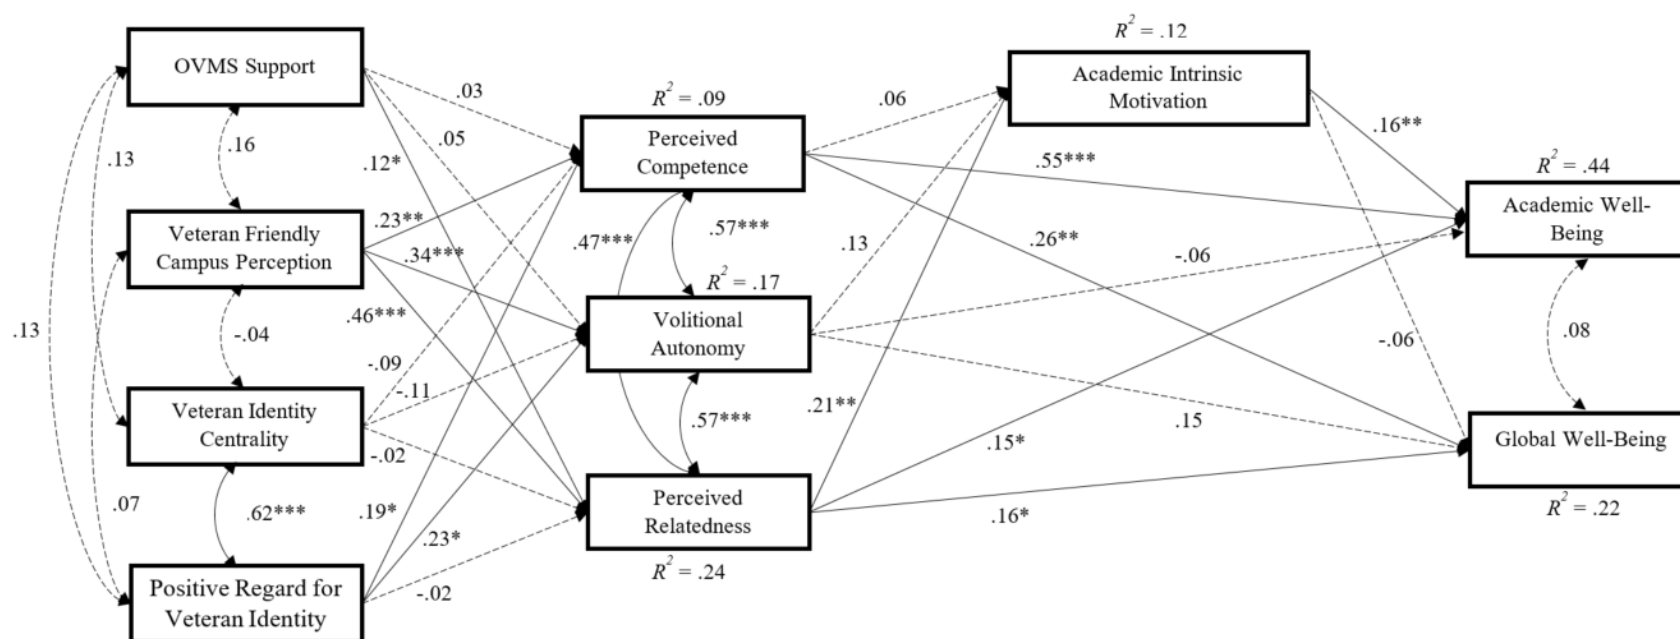 R² = .12
OVMS Support
Academic Intrinsic
Motivation
.03
R² = .09
.06
.16**
Perceived
Competence
.05
.16
.13
.12*
.55***
R² = .44
Academic Well-
Being
Veteran Friendly
Campus Perception
.23**
.34***
.47***
.57***
.13
.26**
-.06
R² = .17
.13
.46***
-.04
Volitional
Autonomy
-.06
.08
-.09
-.11
Veteran Identity
Centrality
.57***
.21**
.15
.15*
Global Well-Being
-.02
Perceived
Relatedness
.07
.62***
.19*
.23*
.16*
R² = .22
R² = .24
-.02
Positive Regard for
Veteran Identity